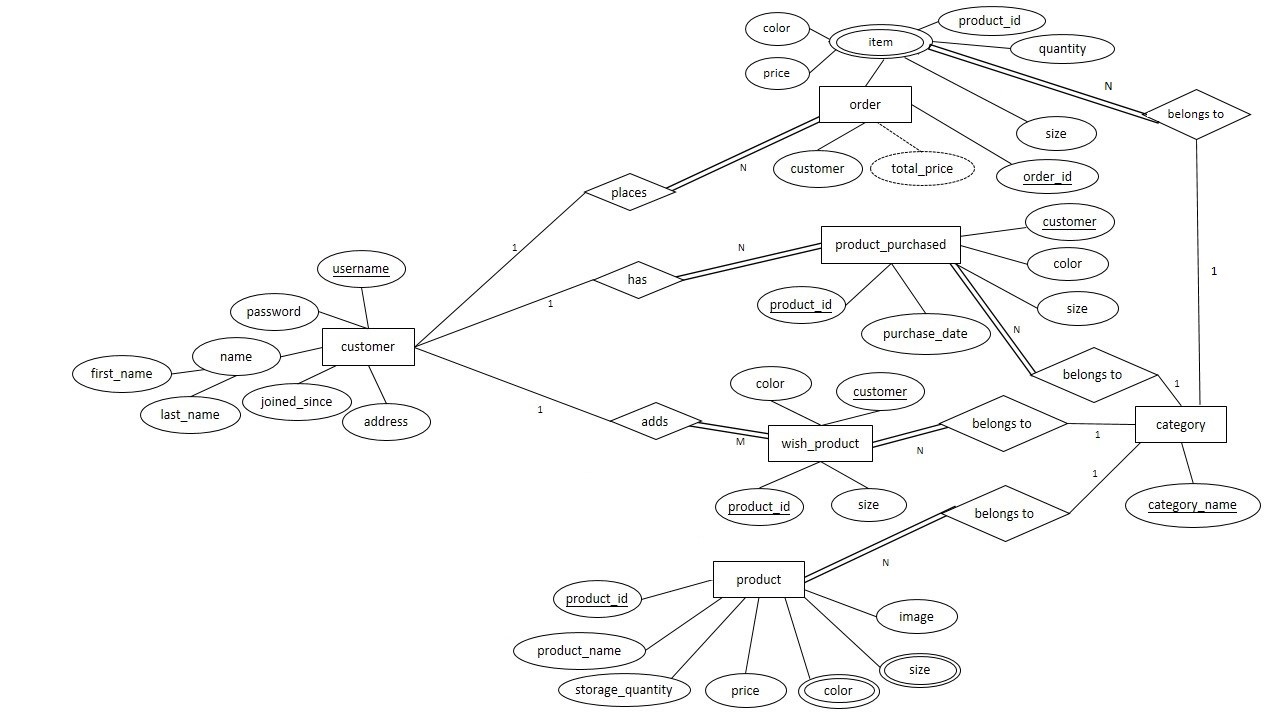 product_id
color
item
quantity
price
N
order
belongs to
size
customer
total_price
order_id
N
places
customer
N
product_purchased
1
color
username
1
has
product_id
1
size
password
N
purchase_date
customer
name
belongs to
first_name
1
color
customer
joined_since
last_name
address
1
adds
belongs to
category
1
M
wish_product
N
1
product_id
size
category_name
belongs to
N
product
product_id
image
product_name
size
storage_quantity
price
color